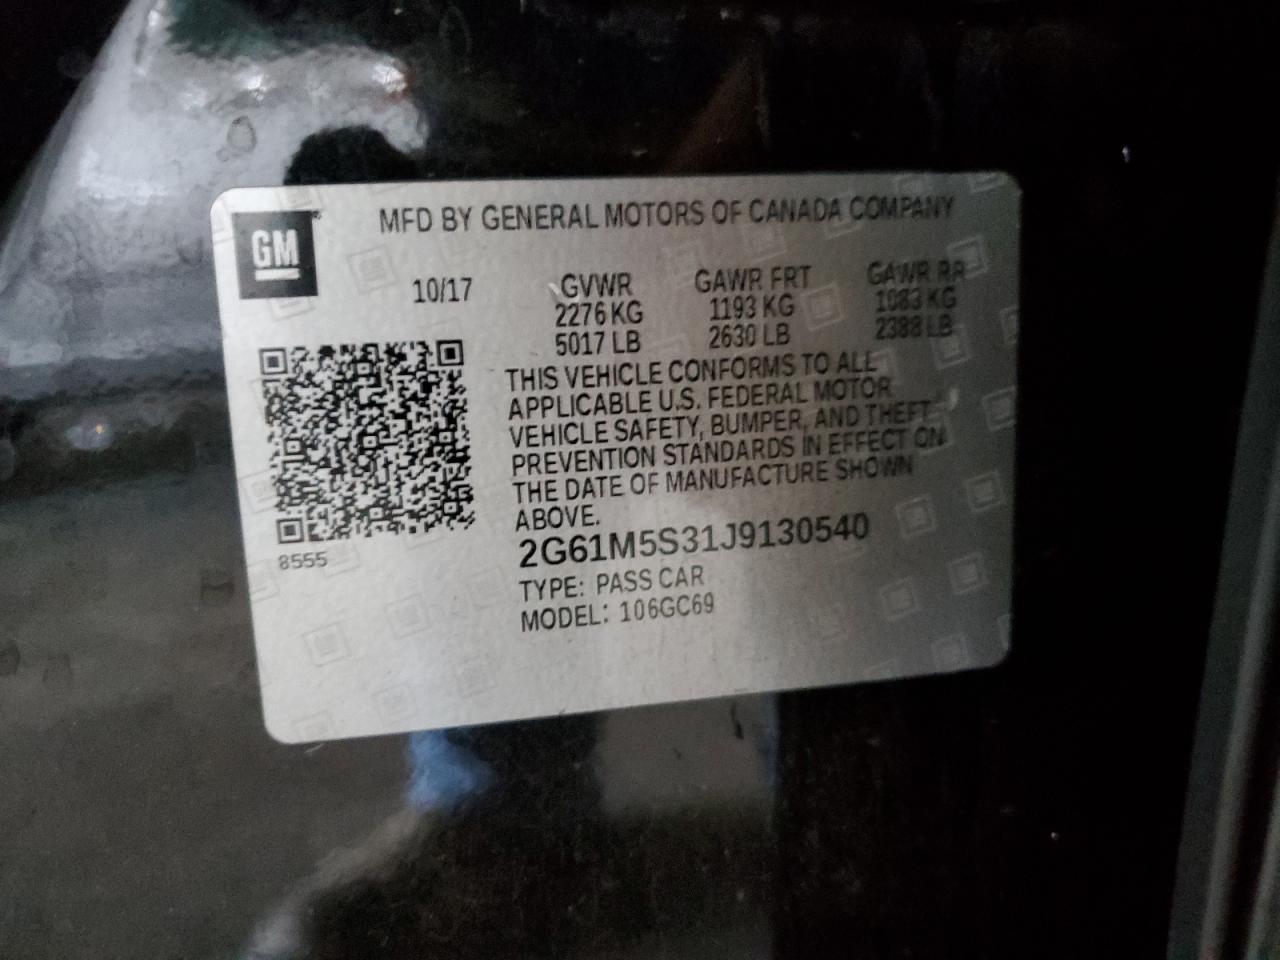 GM
MFD BY GENERAL MOTORS OF CANADA COMPANY
10/17 GVWR GAWR FRT GAWR RR
2276 KG 1193 KG 1083 KG
5017 LB 2630 LB 2388 LB
THIS VEHICLE CONFORMS TO ALL
APPLICABLE U.S. FEDERAL MOTOR
VEHICLE SAFETY, BUMPER, AND THEFT
PREVENTION STANDARDS IN EFFECT ON
THE DATE OF MANUFACTURE SHOWN
ABOVE.
2G61M5S31J9130540
8555
TYPE: PASS CAR
MODEL: 106GC69